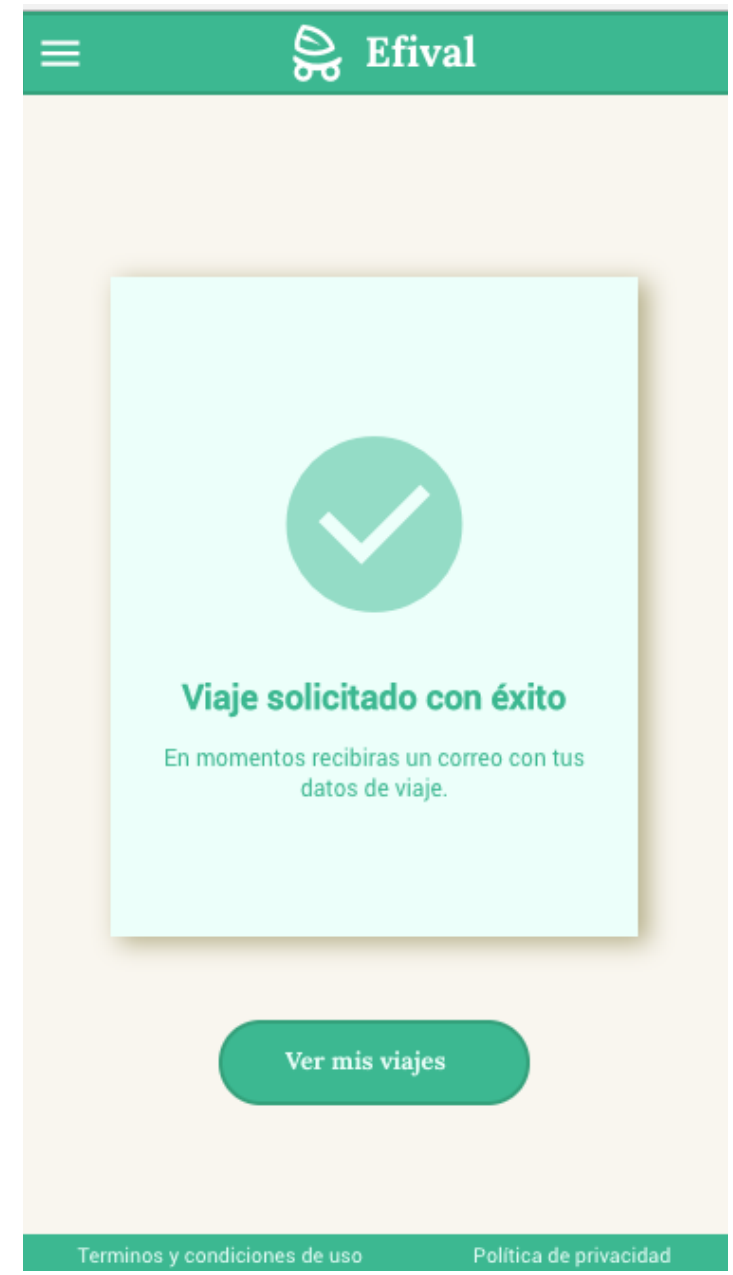 Efival
Viaje solicitado con éxito
En momentos recibiras un correo con tus
datos de viaje.
Ver mis viajes
Terminos y condiciones de uso
Política de privacidad